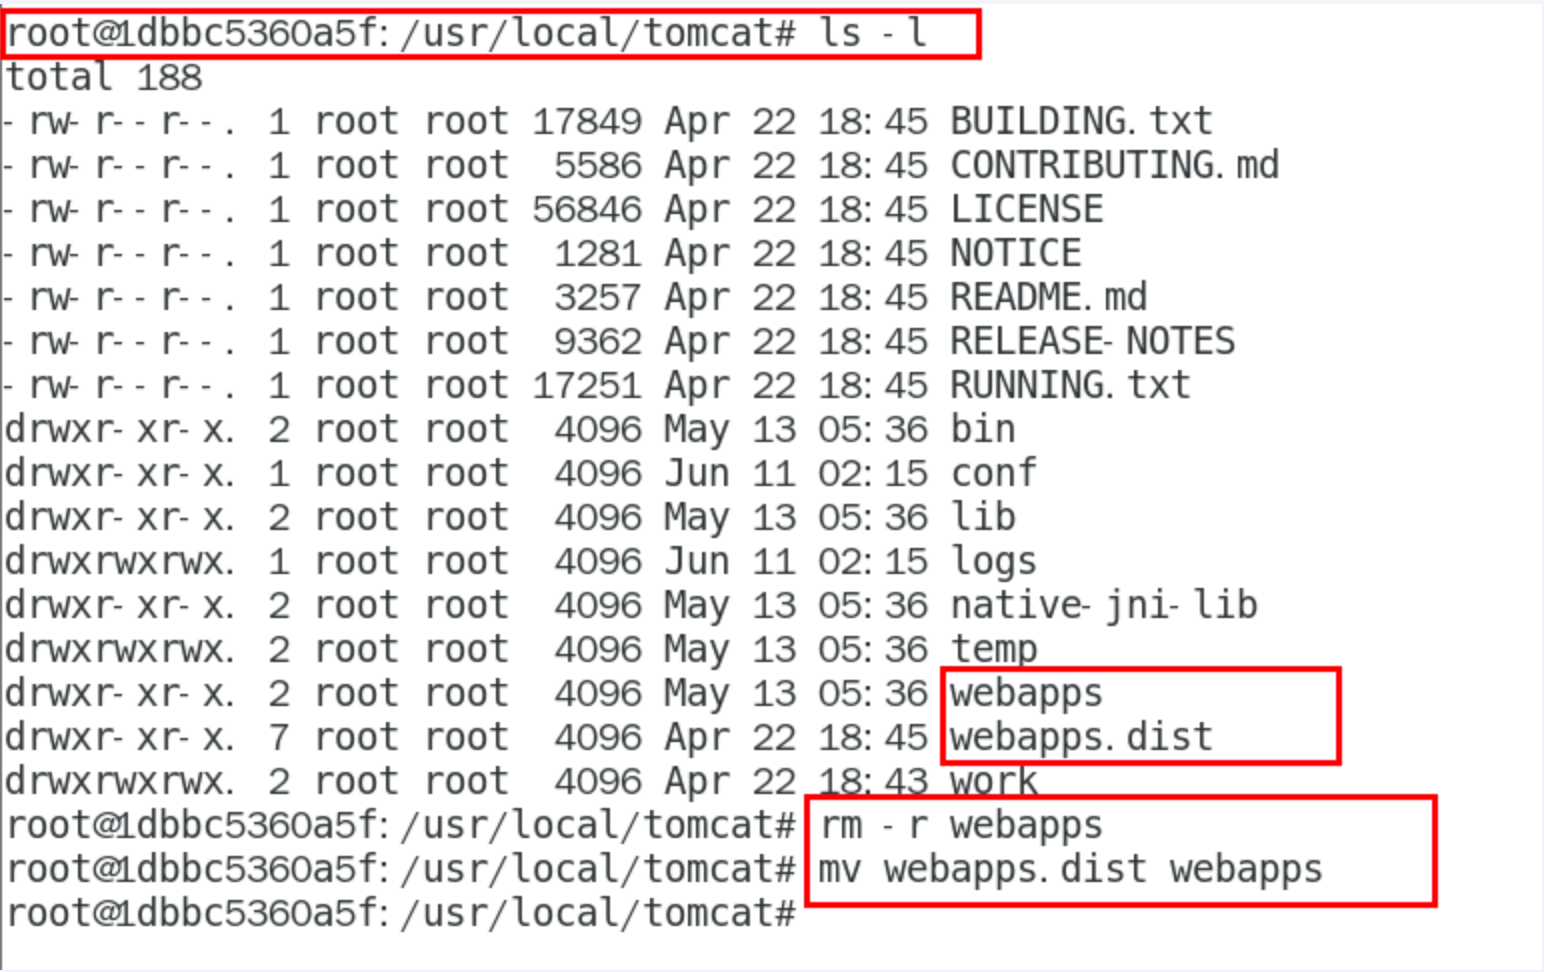 root@1dbbc5360a5f:/usr/local/tomcat# ls -l
total 188
-rw-r--r--. 1 root root 17849 Apr 22 18:45 BUILDING.txt
-rw-r--r--. 1 root root  5586 Apr 22 18:45 CONTRIBUTING.md
-rw-r--r--. 1 root root 56846 Apr 22 18:45 LICENSE
-rw-r--r--. 1 root root  1281 Apr 22 18:45 NOTICE
-rw-r--r--. 1 root root  3257 Apr 22 18:45 README.md
-rw-r--r--. 1 root root  9362 Apr 22 18:45 RELEASE-NOTES
-rw-r--r--. 1 root root 17251 Apr 22 18:45 RUNNING.txt
drwxr-xr-x. 2 root root  4096 May 13 05:36 bin
drwxr-xr-x. 1 root root  4096 Jun 11 02:15 conf
drwxr-xr-x. 2 root root  4096 May 13 05:36 lib
drwxrwxrwx. 1 root root  4096 Jun 11 02:15 logs
drwxr-xr-x. 2 root root  4096 May 13 05:36 native-jni-lib
drwxrwxrwx. 2 root root  4096 May 13 05:36 temp
drwxr-xr-x. 2 root root  4096 May 13 05:36 webapps
drwxr-xr-x. 7 root root  4096 Apr 22 18:45 webapps.dist
drwxrwxrwx. 2 root root  4096 Apr 22 18:43 work
root@1dbbc5360a5f:/usr/local/tomcat# rm -r webapps
root@1dbbc5360a5f:/usr/local/tomcat# mv webapps.dist webapps
root@1dbbc5360a5f:/usr/local/tomcat#